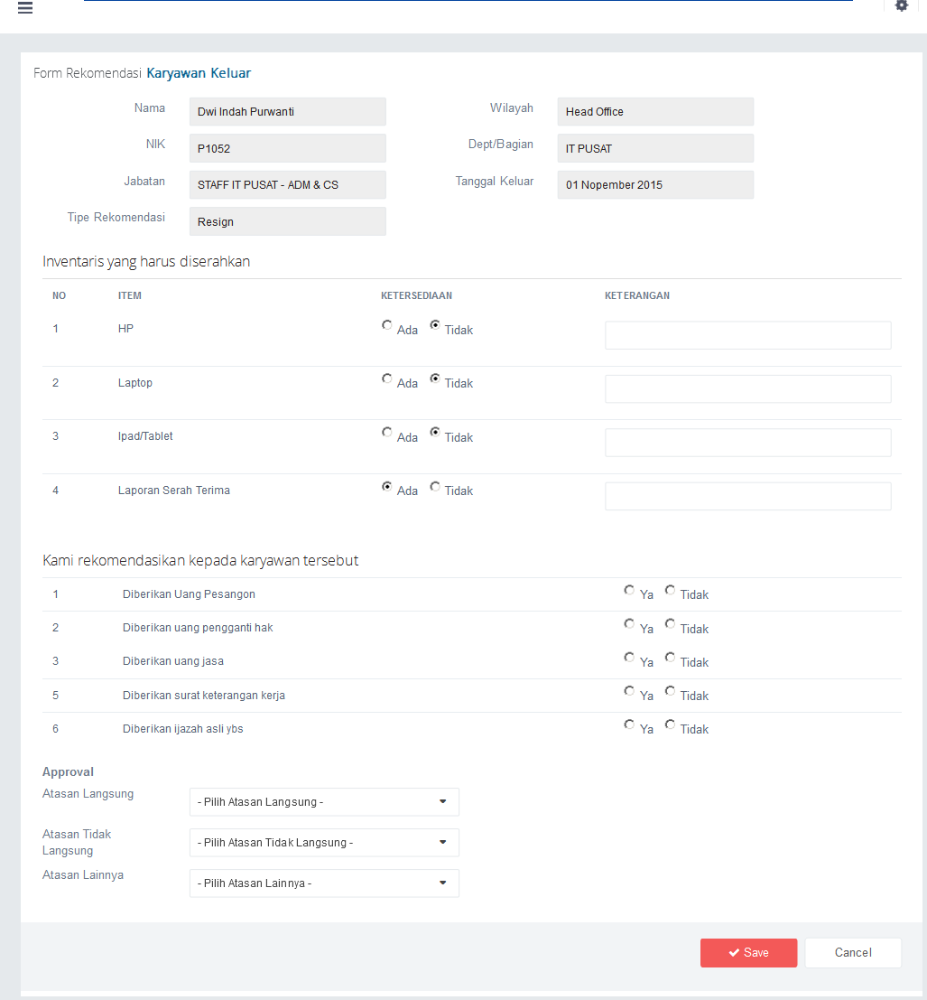 Form Rekomendasi Karyawan Keluar
Nama Dwi Indah Purwanti Wilayah Head Office
NIK P1052 Dept/Bagian IT PUSAT
Jabatan STAFF IT PUSAT - ADM & CS Tanggal Keluar 01 Nopember 2015
Tipe Rekomendasi Resign
Inventaris yang harus diserahkan
NO ITEM KETERSEDIAAN KETERANGAN
1 HP Ada Tidak
2 Laptop Ada Tidak
3 Ipad/Tablet Ada Tidak
4 Laporan Serah Terima Ada Tidak
Kami rekomendasikan kepada karyawan tersebut
1 Diberikan Uang Pesangon Ya Tidak
2 Diberikan uang pengganti hak Ya Tidak
3 Diberikan uang jasa Ya Tidak
5 Diberikan surat keterangan kerja Ya Tidak
6 Diberikan ijazah asli ybs Ya Tidak
Approval
Atasan Langsung - Pilih Atasan Langsung -
Atasan Tidak
Langsung - Pilih Atasan Tidak Langsung -
Atasan Lainnya - Pilih Atasan Lainnya -
Save Cancel